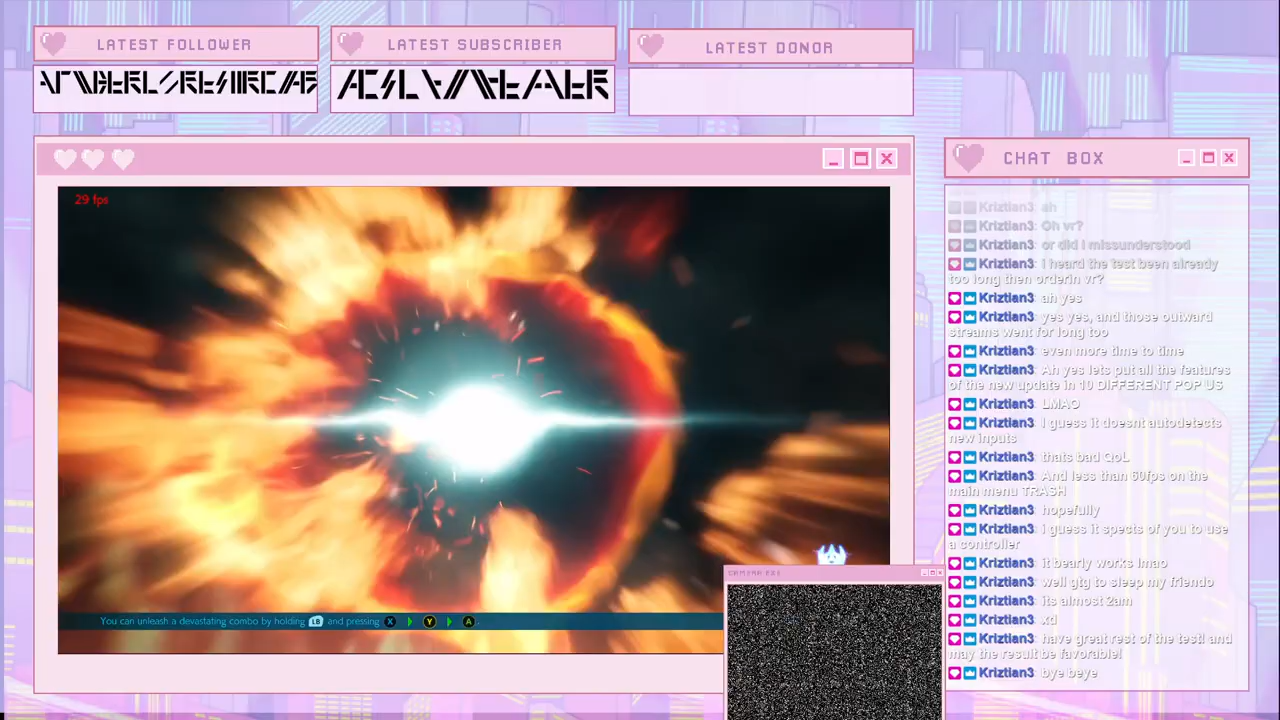 LATEST FOLLOWER
LATEST SUBSCRIBER
LATEST DONOR
CHAT BOX
29 fps
Kriztian3: ah
Kriztian3: Oh vr?
Kriztian3: or did i missunderstood
Kriztian3: i heard the test been already
too long then orderin vr?
Kriztian3: ah yes
Kriztian3: yes yes, and those outward
streams went for long too
Kriztian3: even more time to time
Kriztian3: Ah yes lets put all the features
of the new update in 10 DIFFERENT POP US
Kriztian3: LMAO
Kriztian3: I guess it doesnt autodetects
new inputs
Kriztian3: thats bad QoL
Kriztian3: And less than 60fps on the
main menu TRASH
Kriztian3: hopefully
Kriztian3: i guess it spects of you to use
a controller
Kriztian3: it bearly works lmao
Kriztian3: well gtg to sleep my friendo
Kriztian3: its almost 2am
Kriztian3: xd
Kriztian3: have great rest of the test! and
may the result be favorable!
Kriztian3: bye beye
CAMERA.EXE
You can unleash a devastating combo by holding LB and pressing X Y A.